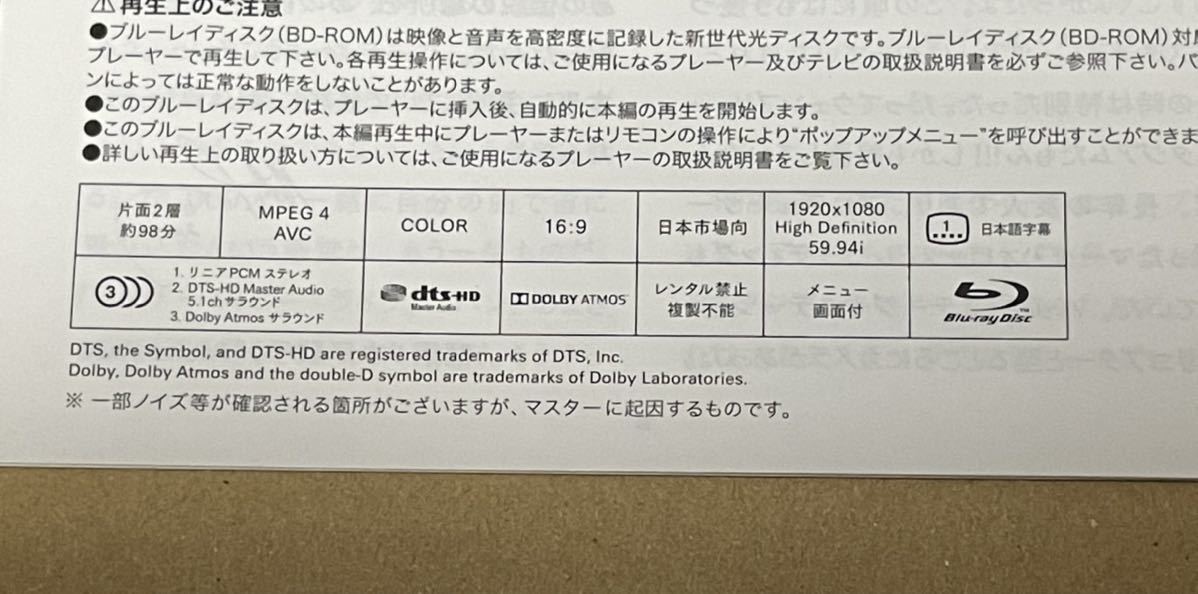 ⚠再生上のご注意
●ブルーレイディスク(BD-ROM)は映像と音声を高密度に記録した新世代光ディスクです。ブルーレイディスク(BD-ROM)対
プレーヤーで再生して下さい。各再生操作については、ご使用になるプレーヤー及びテレビの取扱説明書を必ずご参照下さい。パ
ンによっては正常な動作をしないことがあります。
●このブルーレイディスクは、プレーヤーに挿入後、自動的に本編の再生を開始します。
●このブルーレイディスクは、本編再生中にプレーヤーまたはリモコンの操作により"ポップアップメニュー"を呼び出すことができま
●詳しい再生上の取り扱い方については、ご使用になるプレーヤーの取扱説明書をご覧下さい。
片面2層
約98分
MPEG 4
AVC
COLOR
16:9
日本市場向
1920x1080
High Definition
59.94i
1
日本語字幕
3
1. リニアPCM ステレオ
2. DTS-HD Master Audio
5.1ch サラウンド
3. Dolby Atmos サラウンド
dts-HD
Master Audio
DOLBY ATMOS
レンタル禁止
複製不能
メニュー
画面付
Blu-ray Disc
TM
DTS, the Symbol, and DTS-HD are registered trademarks of DTS, Inc.
Dolby, Dolby Atmos and the double-D symbol are trademarks of Dolby Laboratories.
※ 一部ノイズ等が確認される箇所がございますが、マスターに起因するものです。